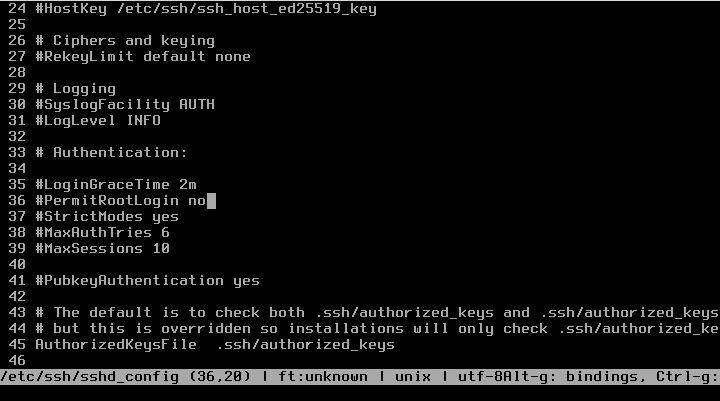 24 #HostKey /etc/ssh/ssh_host_ed25519_key
25
26 # Ciphers and keying
27 #RekeyLimit default none
28
29 # Logging
30 #SyslogFacility AUTH
31 #LogLevel INFO
32
33 # Authentication:
34
35 #LoginGraceTime 2m
36 #PermitRootLogin no
37 #StrictModes yes
38 #MaxAuthTries 6
39 #MaxSessions 10
40
41 #PubkeyAuthentication yes
42
43 # The default is to check both .ssh/authorized_keys and .ssh/authorized_keys
44 # but this is overridden so installations will only check .ssh/authorized_ke
45 AuthorizedKeysFile  .ssh/authorized_keys
46
/etc/ssh/sshd_config (36,20) | ft:unknown | unix | utf-8Alt-g: bindings, Ctrl-g: